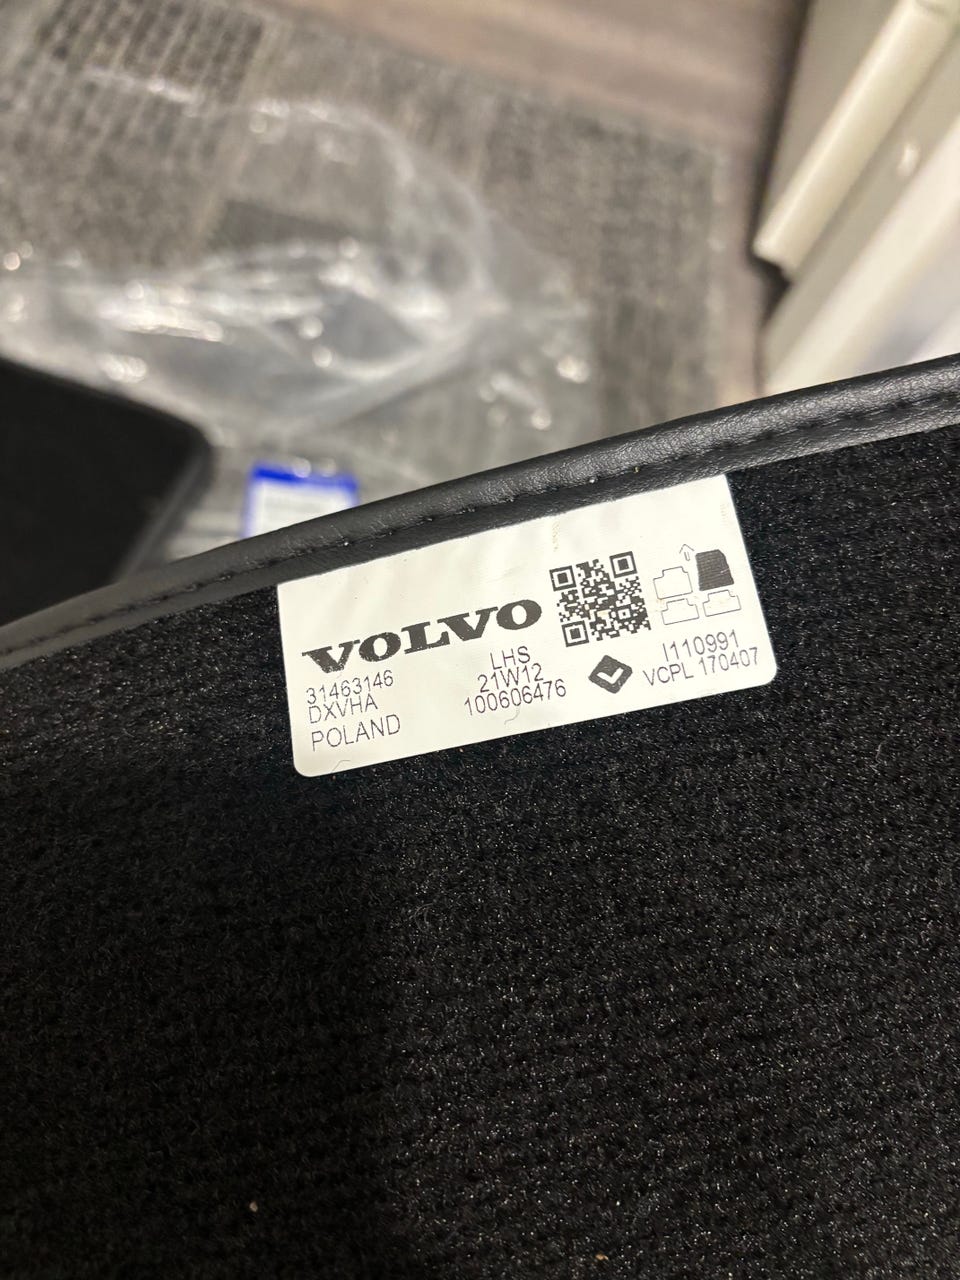 VOLVO
31463146
DXVHA
POLAND
LHS
21W12
100606476
I110991
VCPL 170407